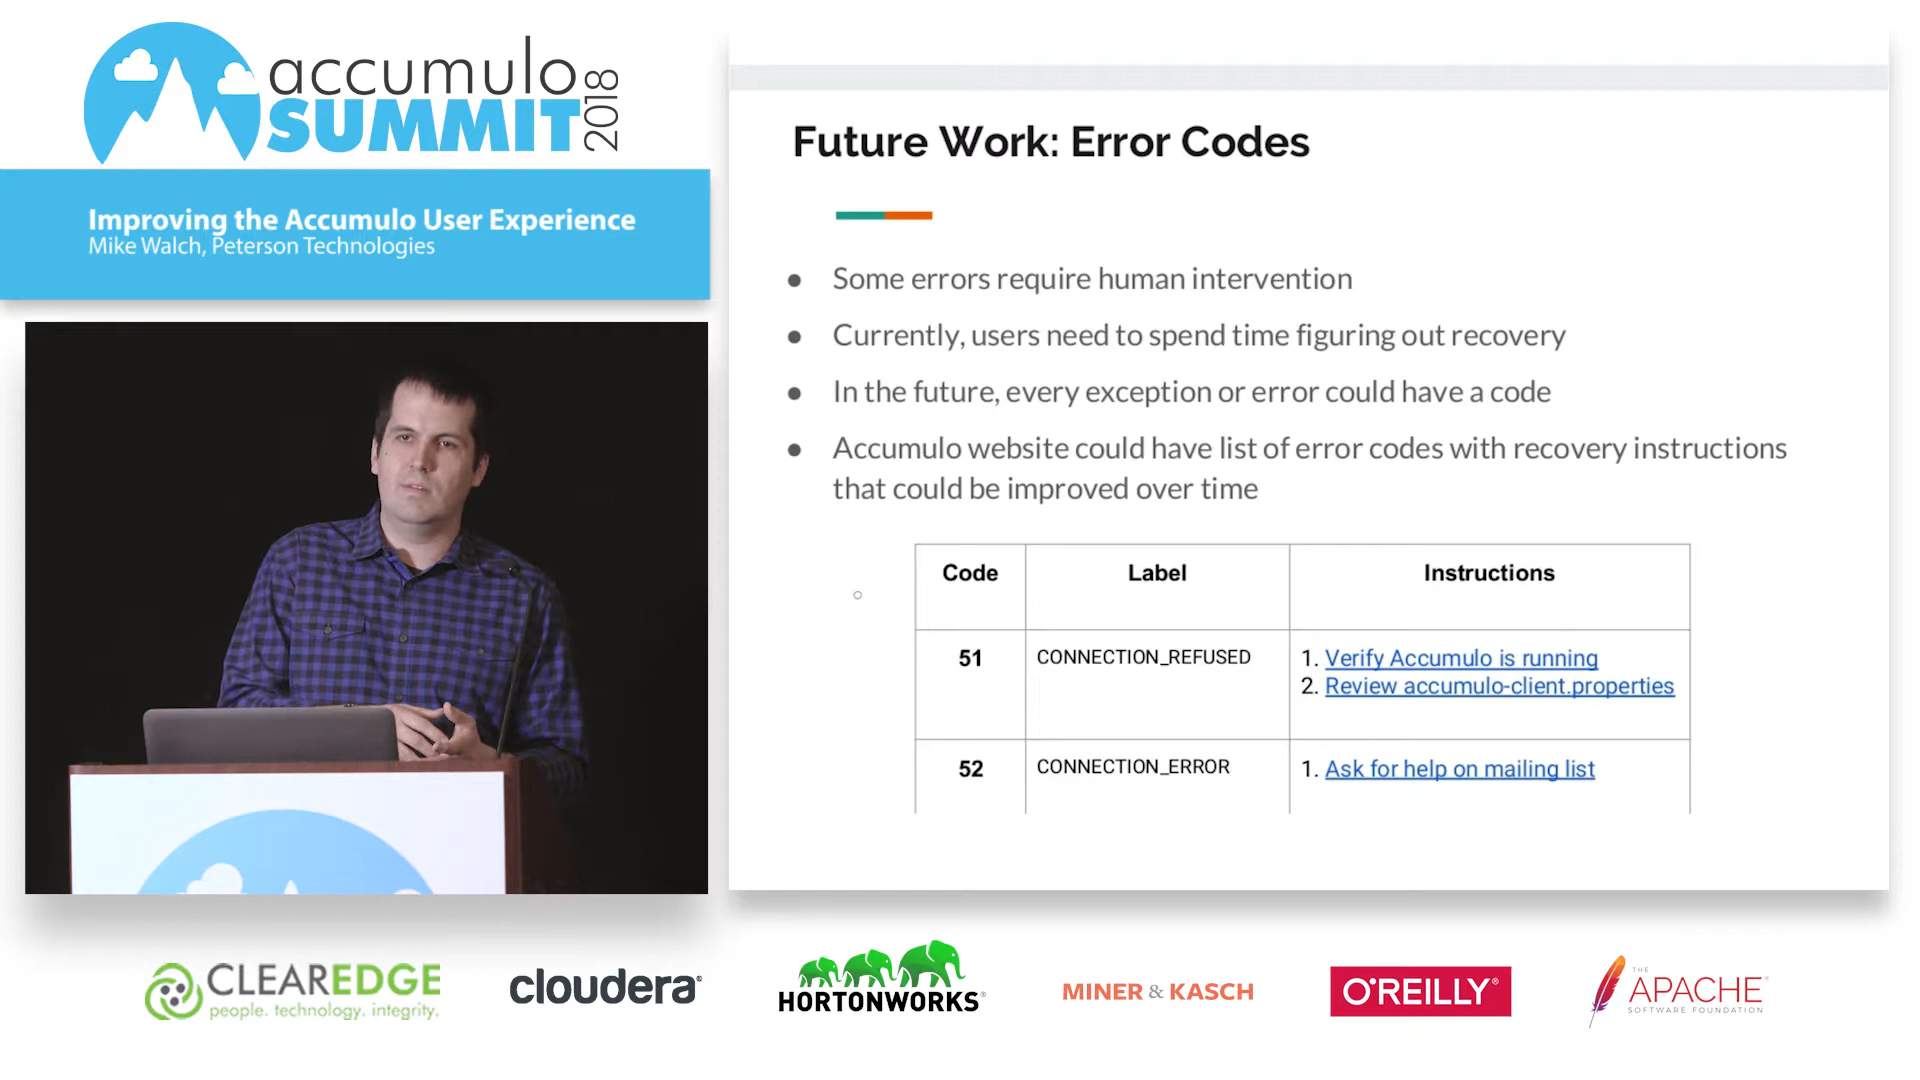 accumulo
SUMMIT
2018
Improving the Accumulo User Experience
Mike Walch, Peterson Technologies
Future Work: Error Codes
● Some errors require human intervention
● Currently, users need to spend time figuring out recovery
● In the future, every exception or error could have a code
● Accumulo website could have list of error codes with recovery instructions
that could be improved over time
Code Label Instructions
51 CONNECTION_REFUSED 1. Verify Accumulo is running
2. Review accumulo-client.properties
52 CONNECTION_ERROR 1. Ask for help on mailing list
CLEAREDGE
people. technology. integrity.
cloudera®
HORTONWORKS®
MINER & KASCH
O'REILLY®
THE
APACHE®
SOFTWARE FOUNDATION